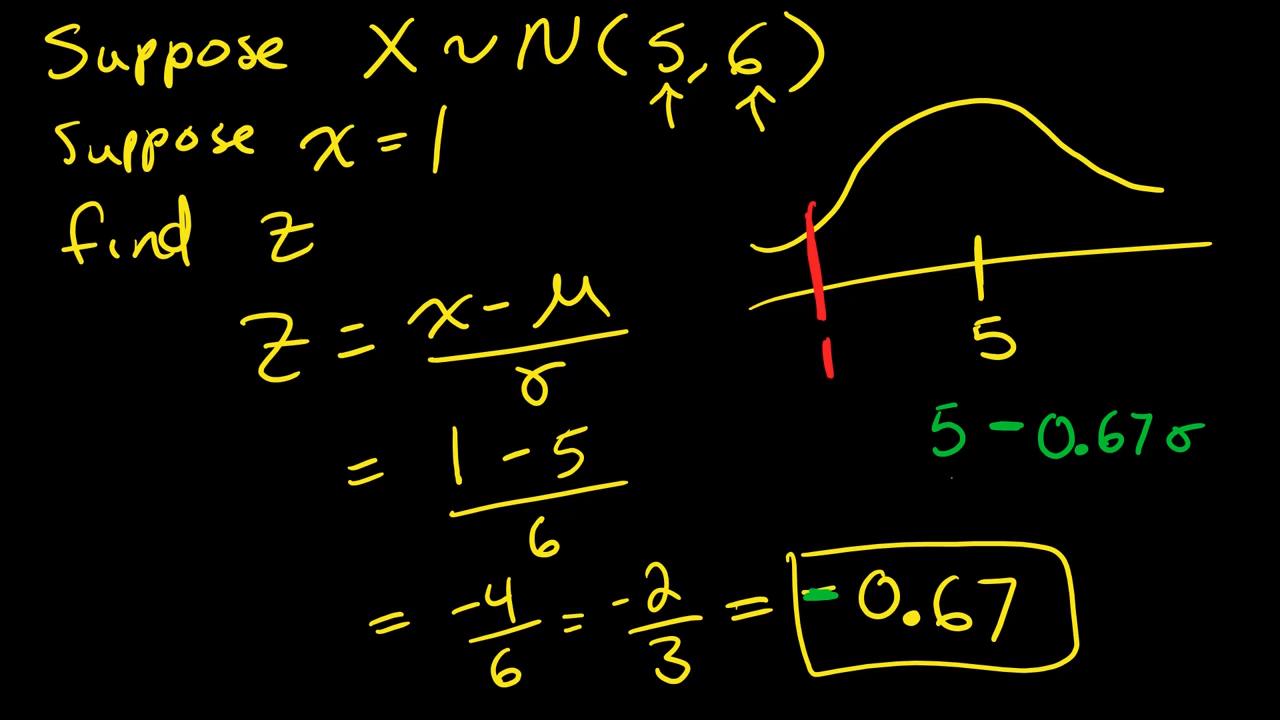 Suppose X ~ N(5, 6)
↑ ↑
suppose x = 1
find z
z = x - μ / σ
= 1 - 5 / 6
= -4/6 = -2/3 = -0.67
1
5
5 - 0.67σ